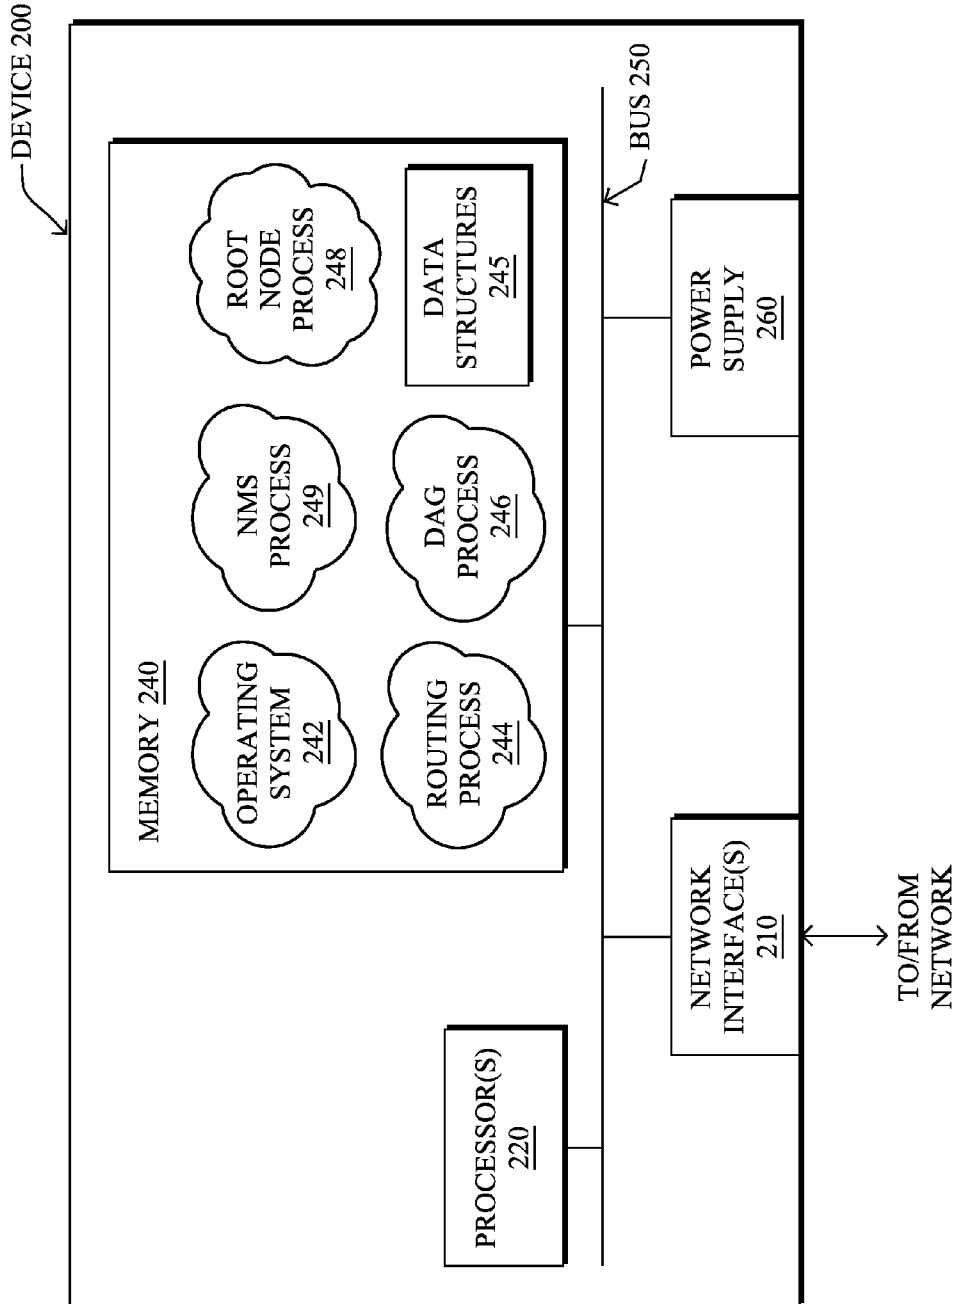 DEVICE 200
MEMORY 240
OPERATING
SYSTEM
242
NMS
PROCESS
249
ROOT
NODE
PROCESS
248
ROUTING
PROCESS
244
DAG
PROCESS
246
DATA
STRUCTURES
245
PROCESSOR(S)
220
BUS 250
NETWORK
INTERFACE(S)
210
POWER
SUPPLY
260
TO/FROM
NETWORK